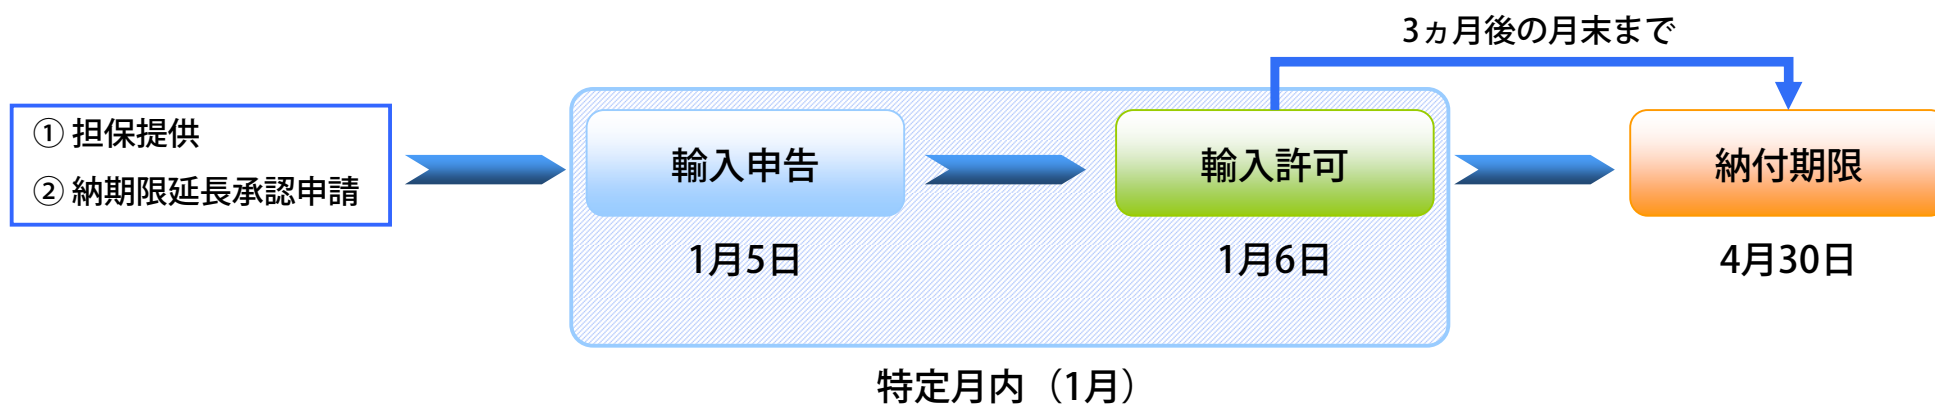 3ヵ月後の月末まで
① 担保提供
② 納期限延長承認申請
輸入申告
輸入許可
納付期限
1月5日
1月6日
4月30日
特定月内（1月）